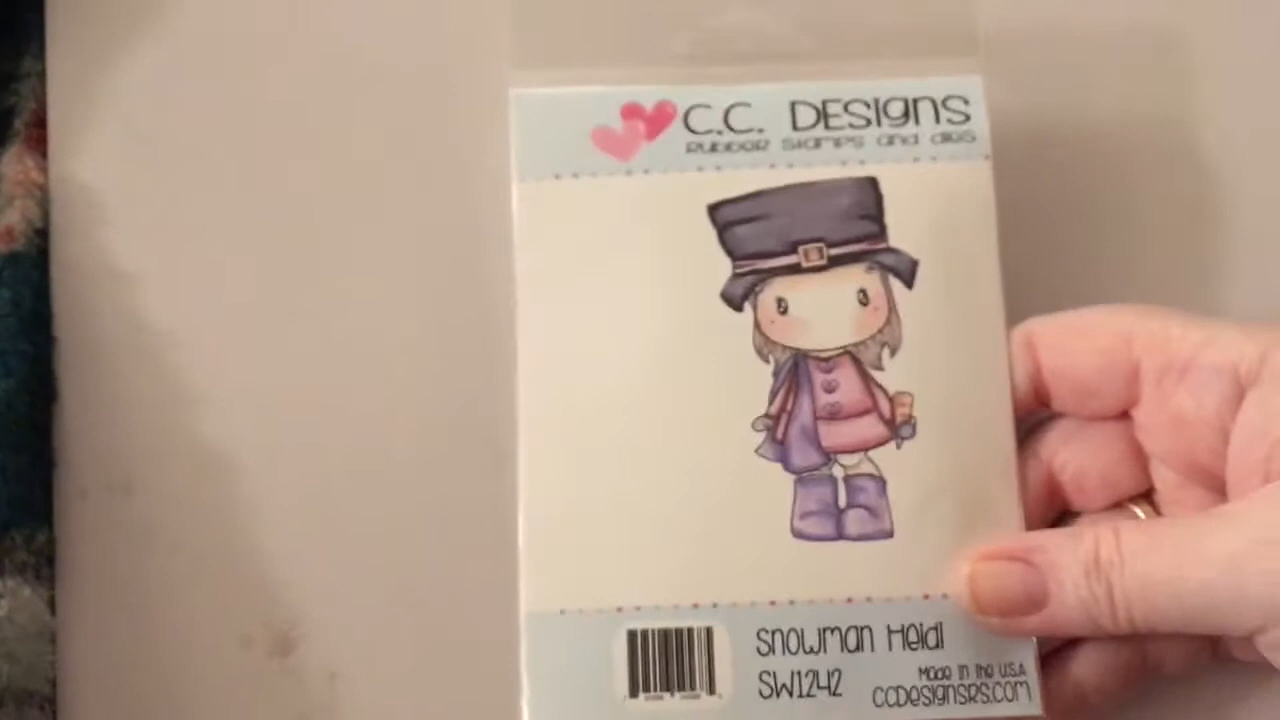 C.C. DESIGNS
RUBBER STAMPS AND DIES
SNOWMAN HEIDI
SW1242
MADE IN THE U.S.A
CCDESIGNSRS.COM